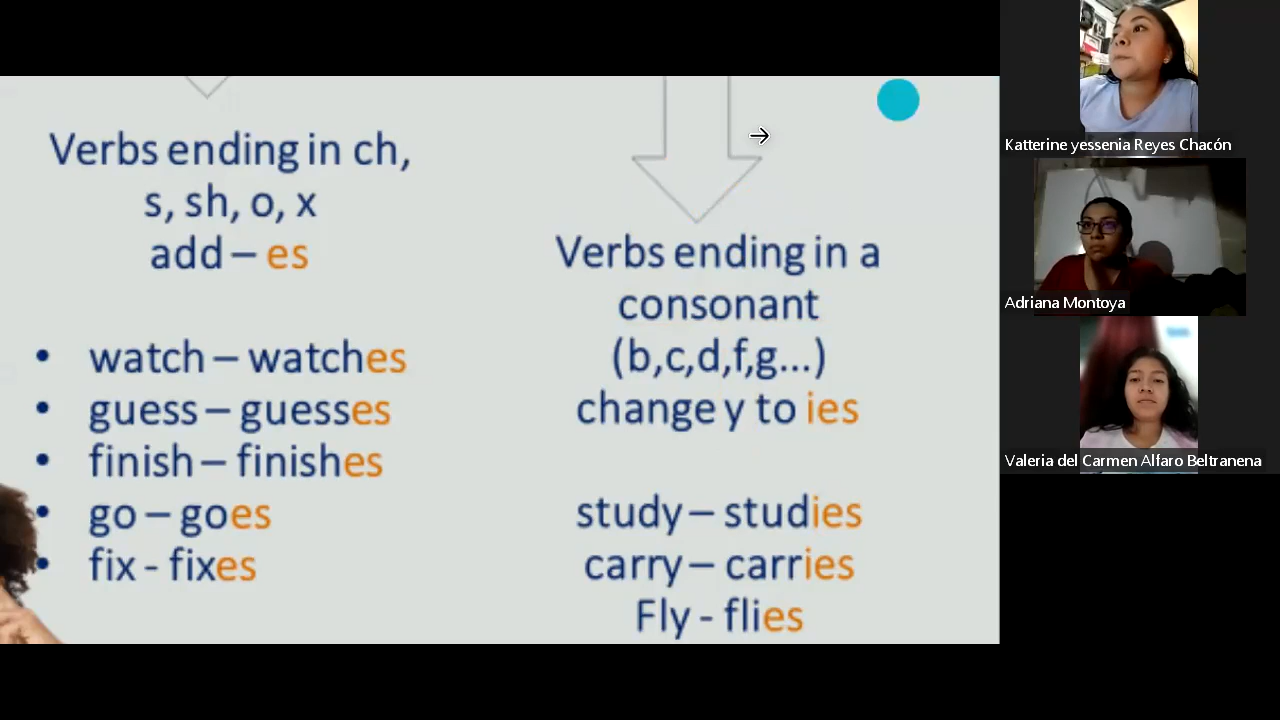 Verbs ending in ch,
s, sh, o, x
add – es
• watch – watches
• guess – guesses
• finish – finishes
• go – goes
• fix - fixes
Verbs ending in a
consonant
(b,c,d,f,g...)
change y to ies
study – studies
carry – carries
Fly - flies
Katterine yessenia Reyes Chacón
Adriana Montoya
Valeria del Carmen Alfaro Beltranena